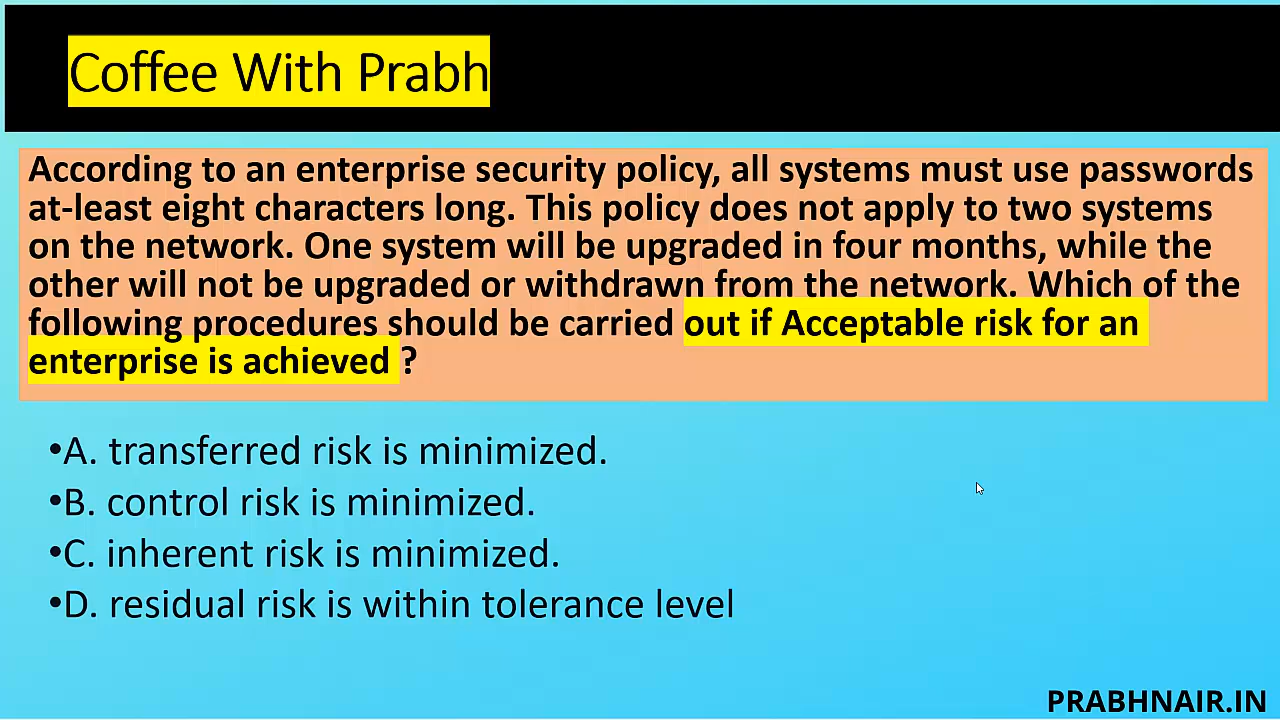 Coffee With Prabh
According to an enterprise security policy, all systems must use passwords
at-least eight characters long. This policy does not apply to two systems
on the network. One system will be upgraded in four months, while the
other will not be upgraded or withdrawn from the network. Which of the
following procedures should be carried out if Acceptable risk for an
enterprise is achieved ?
•A. transferred risk is minimized.
•B. control risk is minimized.
•C. inherent risk is minimized.
•D. residual risk is within tolerance level
PRABHNAIR.IN